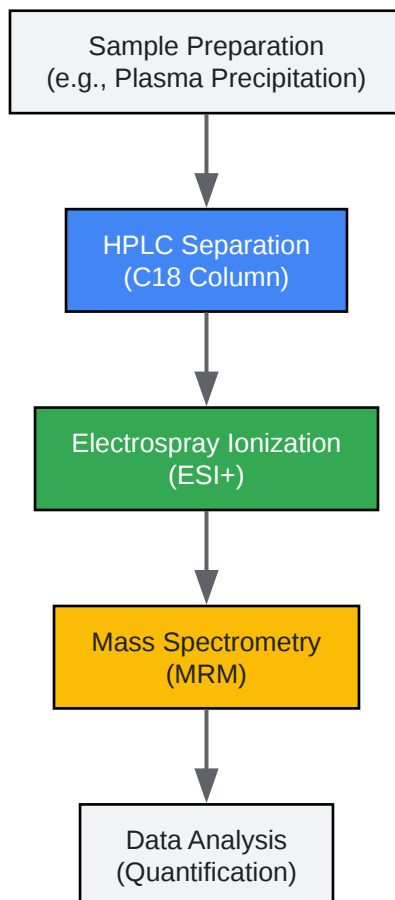 Sample Preparation
(e.g., Plasma Precipitation)
HPLC Separation
(C18 Column)
Electrospray Ionization
(ESI+)
Mass Spectrometry
(MRM)
Data Analysis
(Quantification)